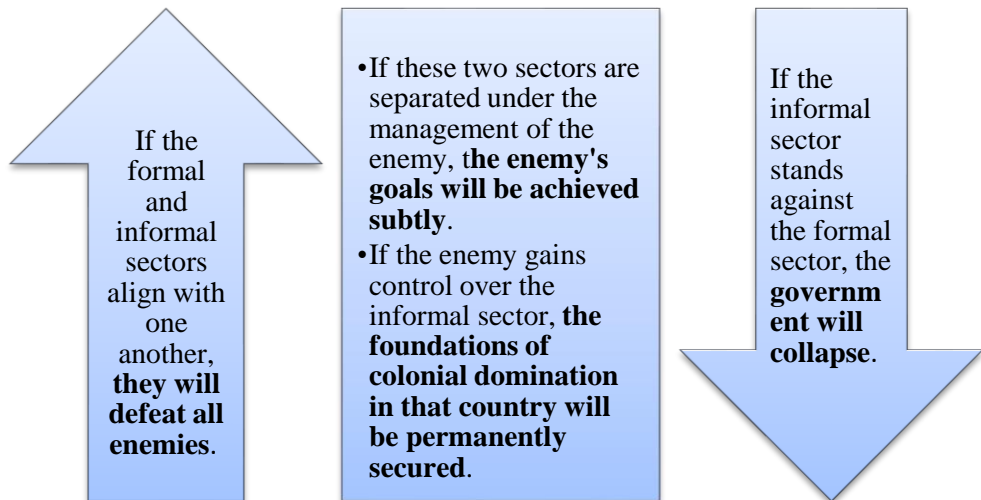 If the
formal
and
informal
sectors
align with
one
another,
they will
defeat all
enemies.
•If these two sectors are
separated under the
management of the
enemy, the enemy's
goals will be achieved
subtly.
•If the enemy gains
control over the
informal sector, the
foundations of
colonial domination
in that country will
be permanently
secured.
If the
informal
sector
stands
against
the formal
sector, the
governm
ent will
collapse.